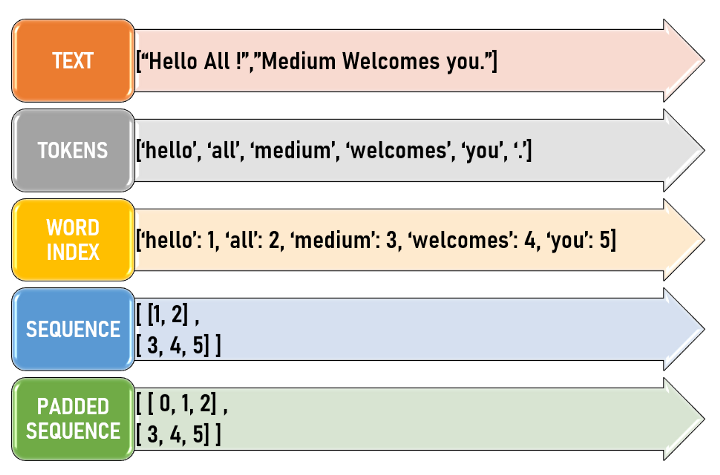 TEXT
[“Hello All !”,”Medium Welcomes you.”]
TOKENS
[‘hello’, ‘all’, ‘medium’, ‘welcomes’, ‘you’, ‘.’]
WORD
INDEX
[‘hello’: 1, ‘all’: 2, ‘medium’: 3, ‘welcomes’: 4, ‘you’: 5]
SEQUENCE
[ [1, 2] ,
[ 3, 4, 5] ]
PADDED
SEQUENCE
[ [ 0, 1, 2] ,
[ 3, 4, 5] ]